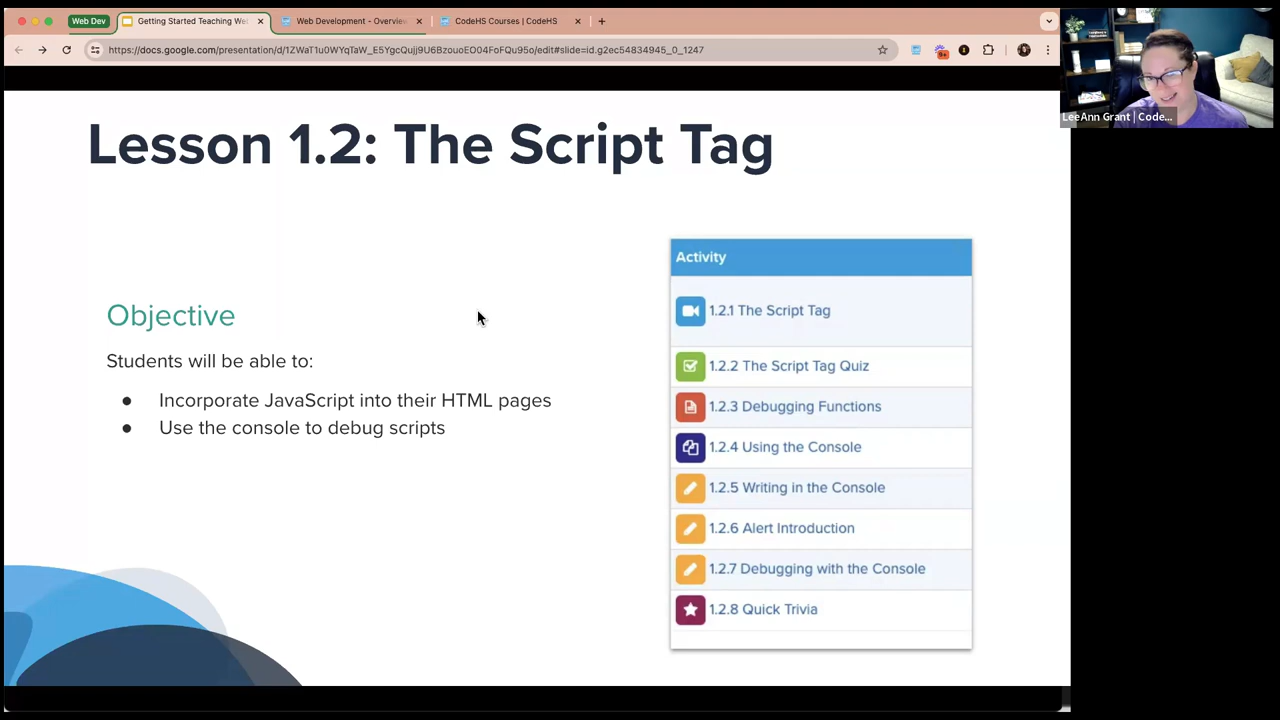 Web Dev
Getting Started Teaching We
Web Development - Overview
CodeHS Courses | CodeHS
https://docs.google.com/presentation/d/1ZWaT1u0WYqTaW_E5YgcQujj9U6BzouoEO04FoFQu95o/edit#slide=id.g2ec54834945_0_1247
9+
LeeAnn Grant | Code...
Lesson 1.2: The Script Tag
Objective
Students will be able to:
● Incorporate JavaScript into their HTML pages
● Use the console to debug scripts
Activity
1.2.1 The Script Tag
1.2.2 The Script Tag Quiz
1.2.3 Debugging Functions
1.2.4 Using the Console
1.2.5 Writing in the Console
1.2.6 Alert Introduction
1.2.7 Debugging with the Console
1.2.8 Quick Trivia